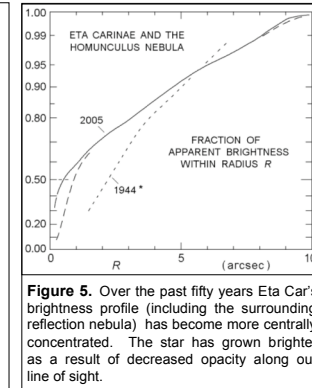 1.00
0.99
ETA CARINAE AND THE
HOMUNCULUS NEBULA
0.95
0.90
0.80
2005
FRACTION OF
APPARENT BRIGHTNESS
WITHIN RADIUS R
0.50
1944 *
0.20
0.00
0 R 5 (arcsec) 10
Figure 5. Over the past fifty years Eta Car's
brightness profile (including the surrounding
reflection nebula) has become more centrally
concentrated. The star has grown brighter
as a result of decreased opacity along our
line of sight.